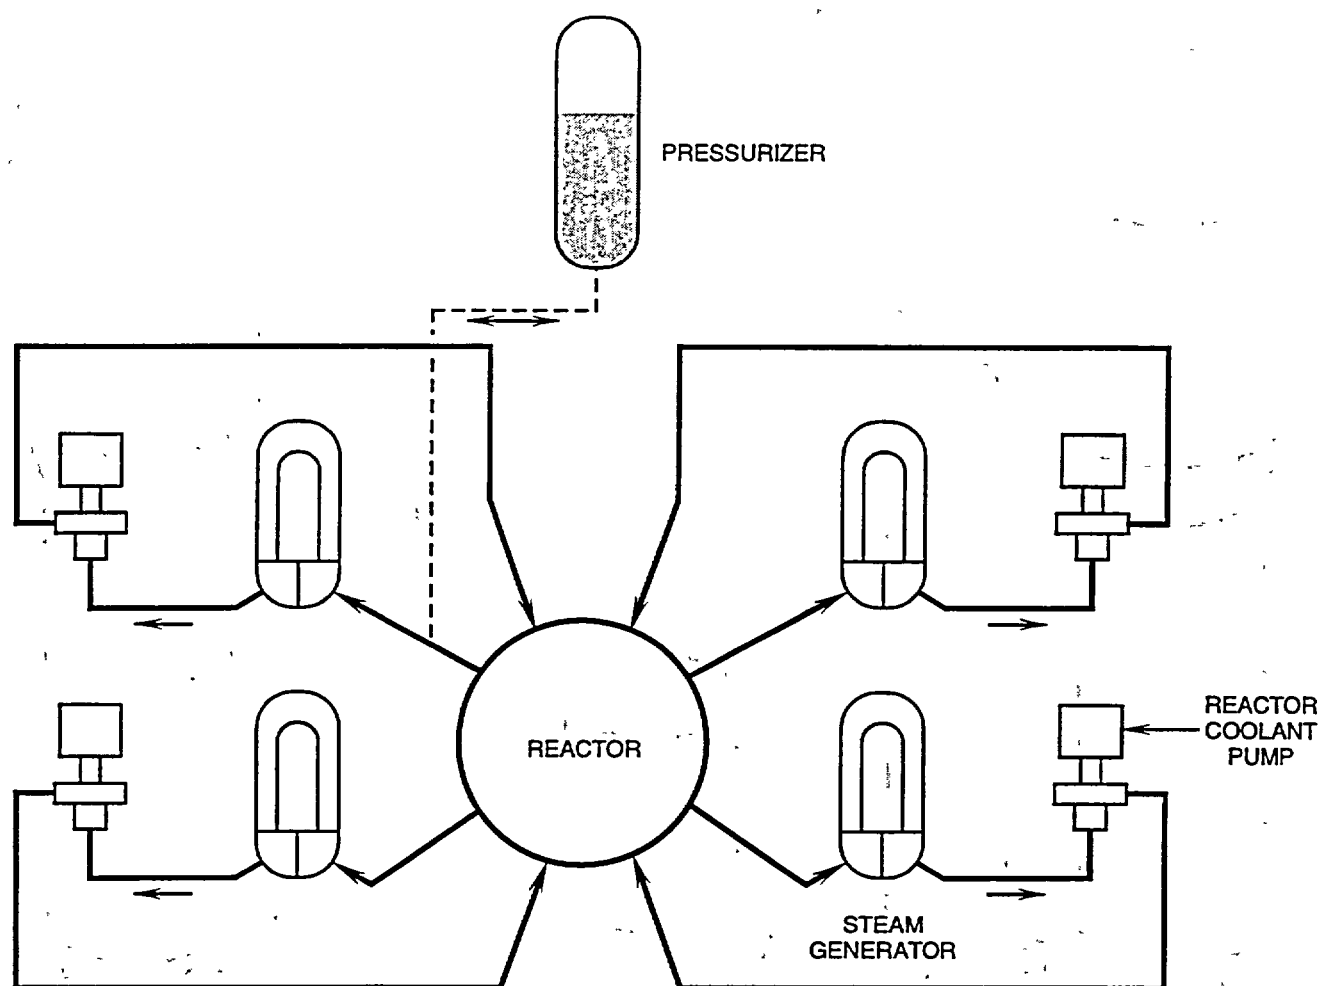 PRESSURIZER
REACTOR
COOLANT
PUMP
REACTOR
STEAM
GENERATOR